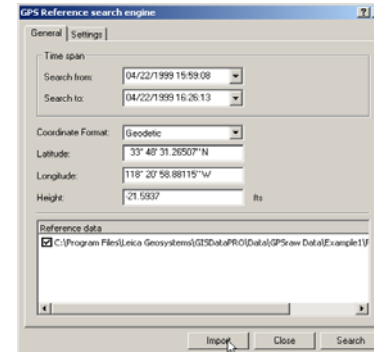 GPS Reference search engine
General Settings
Time span
Search from: 04/22/1999 15:59:08
Search to: 04/22/1999 16:26:13
Coordinate Format: Geodetic
Latitude: 33° 48' 31.26507" N
Longitude: 118° 20' 58.88115" W
Height: -21.5937 fts
Reference data
C:\Program Files\Leica Geosystems\GISDataPRO\Data\GPSraw Data\Example1\F
Import Close Search